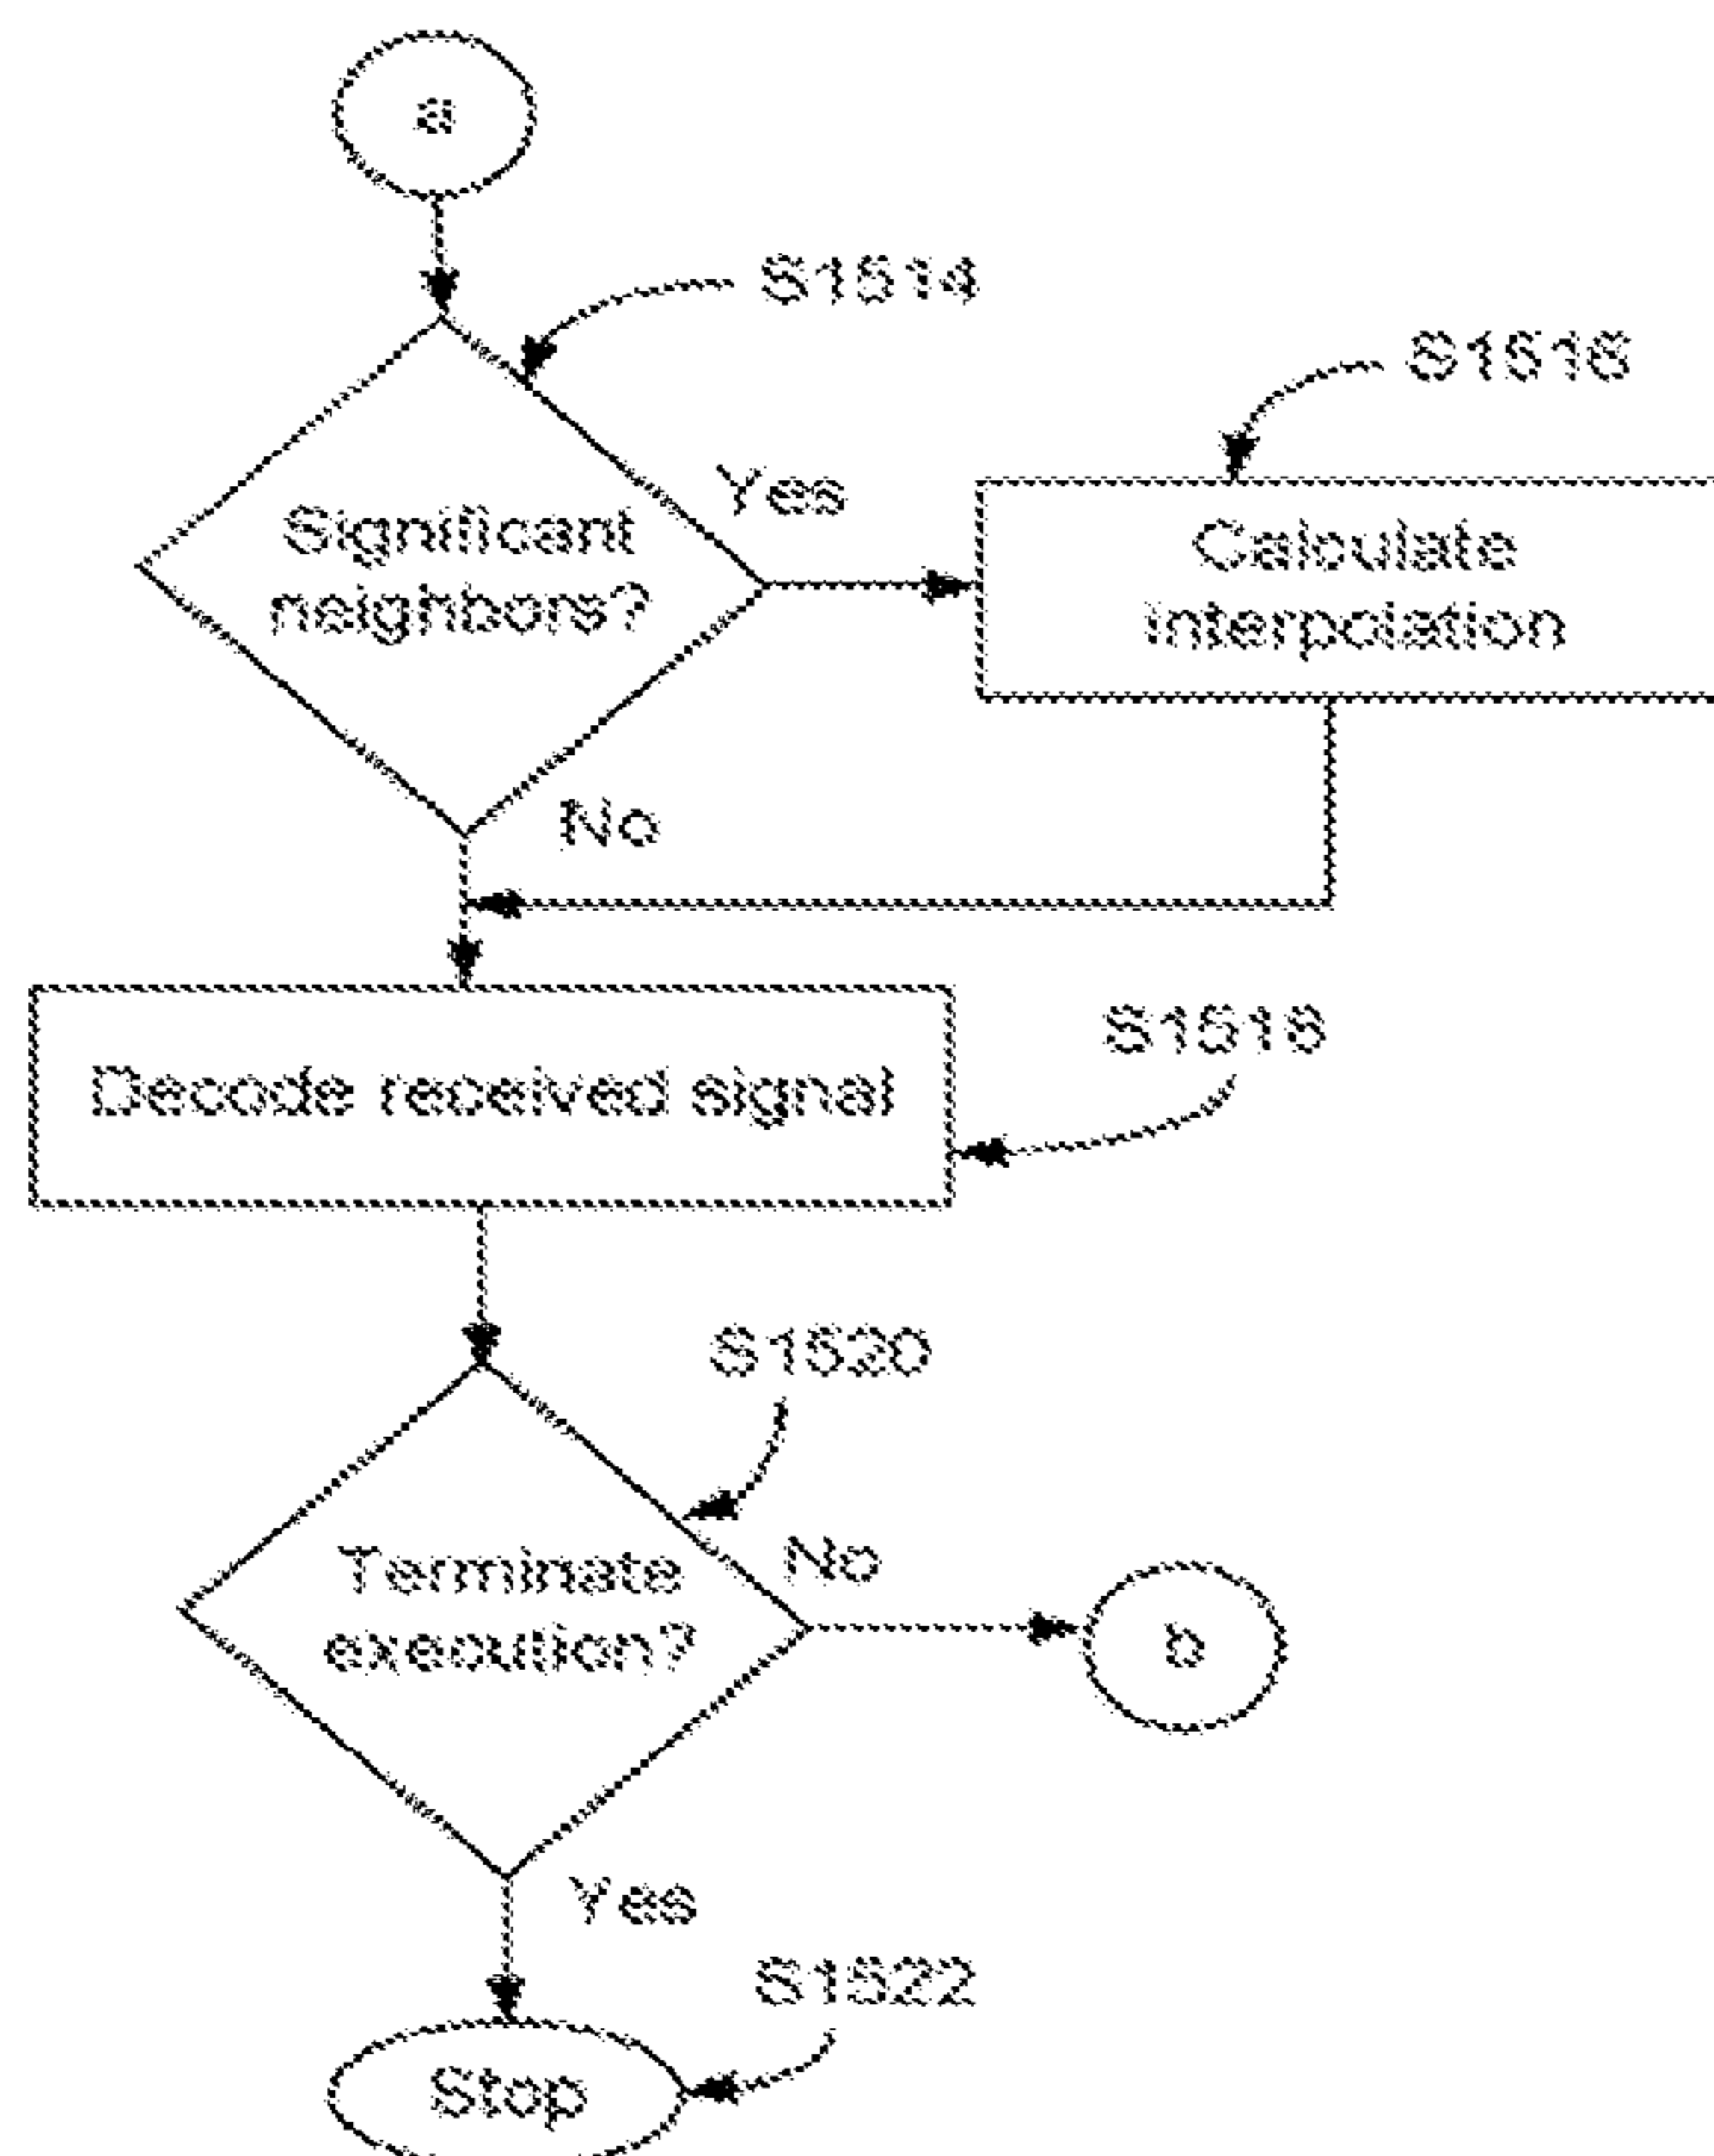 a
S1514
S1516
Yes
Significant
neighbors?
Calculate
interpolation
No
S1518
Decode received signal
S1520
No
Terminate
execution?
b
Yes
S1522
Stop